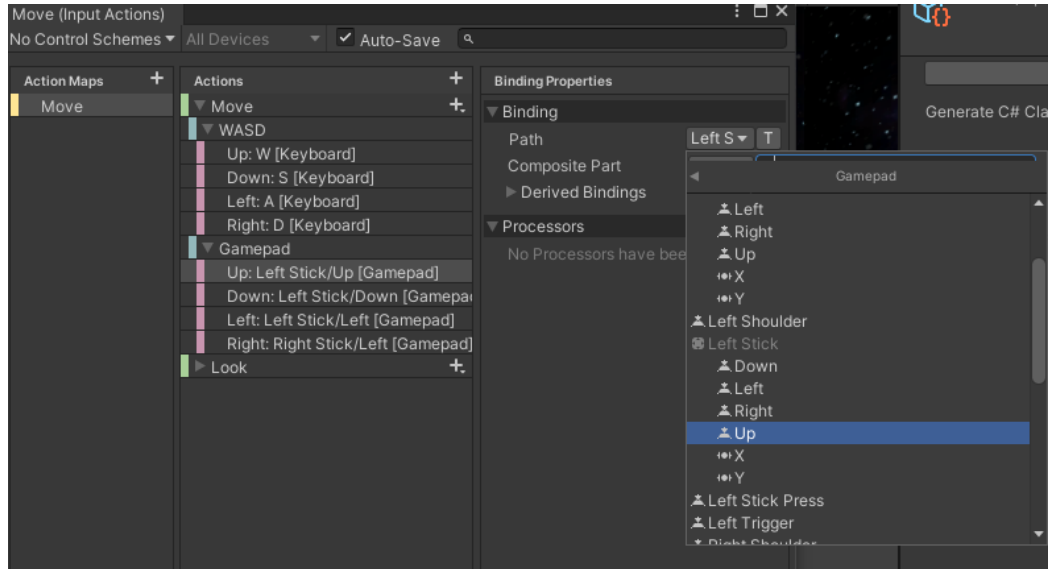 Move (Input Actions)
No Control Schemes All Devices Auto-Save
Action Maps + Actions + Binding Properties
Move
Move
WASD
Up: W [Keyboard]
Down: S [Keyboard]
Left: A [Keyboard]
Right: D [Keyboard]
Gamepad
Up: Left Stick/Up [Gamepad]
Down: Left Stick/Down [Gamepa
Left: Left Stick/Left [Gamepad]
Right: Right Stick/Left [Gamepad]
Look
Binding
Path Left S T
Composite Part
Derived Bindings
Processors
No Processors have bee
Gamepad
Left
Right
Up
X
Y
Left Shoulder
Left Stick
Down
Left
Right
Up
X
Y
Left Stick Press
Left Trigger
Right Shoulder
Generate C# Cla